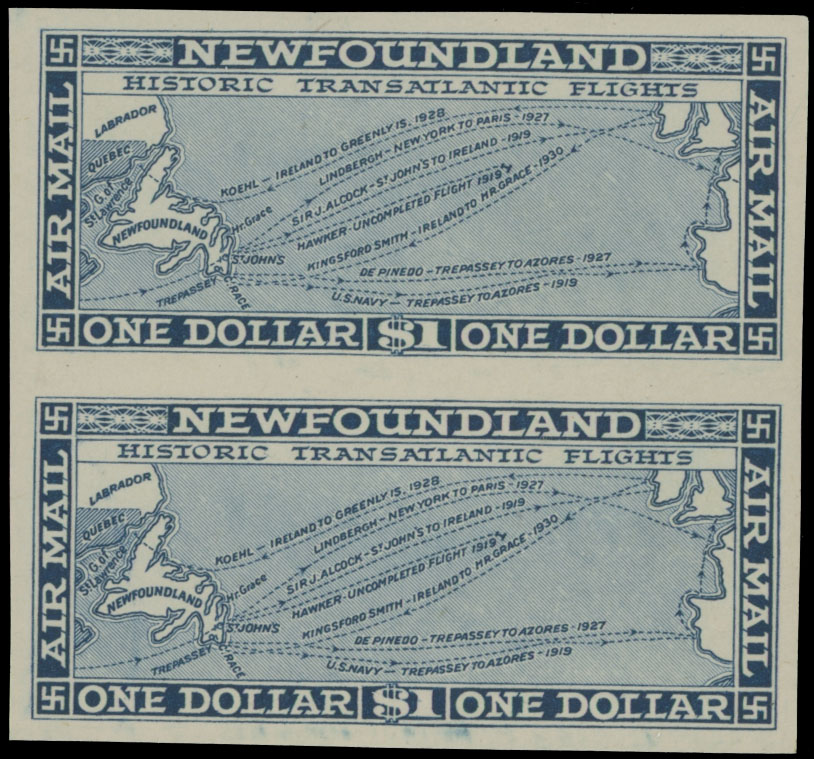 NEWFOUNDLAND
HISTORIC TRANSATLANTIC FLIGHTS
AIR MAIL
AIR MAIL
LABRADOR
QUEBEC
G. of
St. Lawrence
NEWFOUNDLAND
Hr. Grace
ST JOHN'S
TREPASSEY
C. RACE
KOEHL - IRELAND TO GREENLY IS. 1928
LINDBERGH - NEW YORK TO PARIS - 1927
SIR J. ALCOCK - ST JOHN'S TO IRELAND - 1919
HAWKER - UNCOMPLETED FLIGHT 1919
KINGSFORD SMITH - IRELAND TO HR. GRACE - 1930
DE PINEDO - TREPASSEY TO AZORES - 1927
U.S. NAVY - TREPASSEY TO AZORES - 1919
ONE DOLLAR $1 ONE DOLLAR
NEWFOUNDLAND
HISTORIC TRANSATLANTIC FLIGHTS
AIR MAIL
AIR MAIL
LABRADOR
QUEBEC
G. of
St. Lawrence
NEWFOUNDLAND
Hr. Grace
ST JOHN'S
TREPASSEY
C. RACE
KOEHL - IRELAND TO GREENLY IS. 1928
LINDBERGH - NEW YORK TO PARIS - 1927
SIR J. ALCOCK - ST JOHN'S TO IRELAND - 1919
HAWKER - UNCOMPLETED FLIGHT 1919
KINGSFORD SMITH - IRELAND TO HR. GRACE - 1930
DE PINEDO - TREPASSEY TO AZORES - 1927
U.S. NAVY - TREPASSEY TO AZORES - 1919
ONE DOLLAR $1 ONE DOLLAR